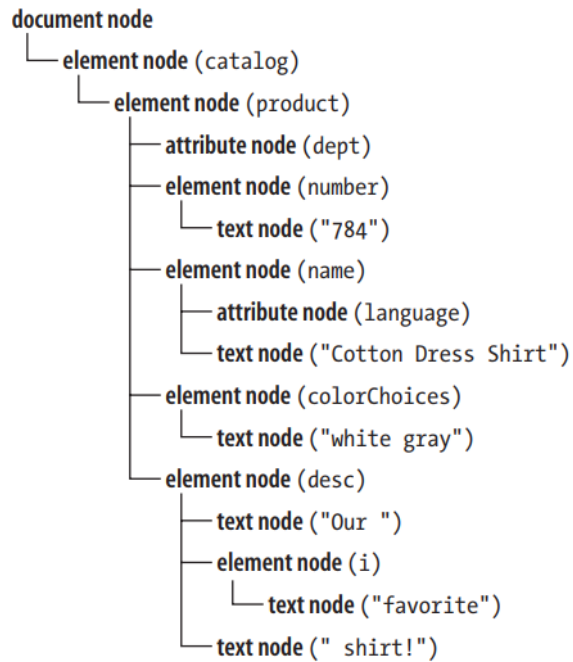 document node
element node (catalog)
element node (product)
attribute node (dept)
element node (number)
text node ("784")
element node (name)
attribute node (language)
text node ("Cotton Dress Shirt")
element node (colorChoices)
text node ("white gray")
element node (desc)
text node ("Our ")
element node (i)
text node ("favorite")
text node (" shirt!")